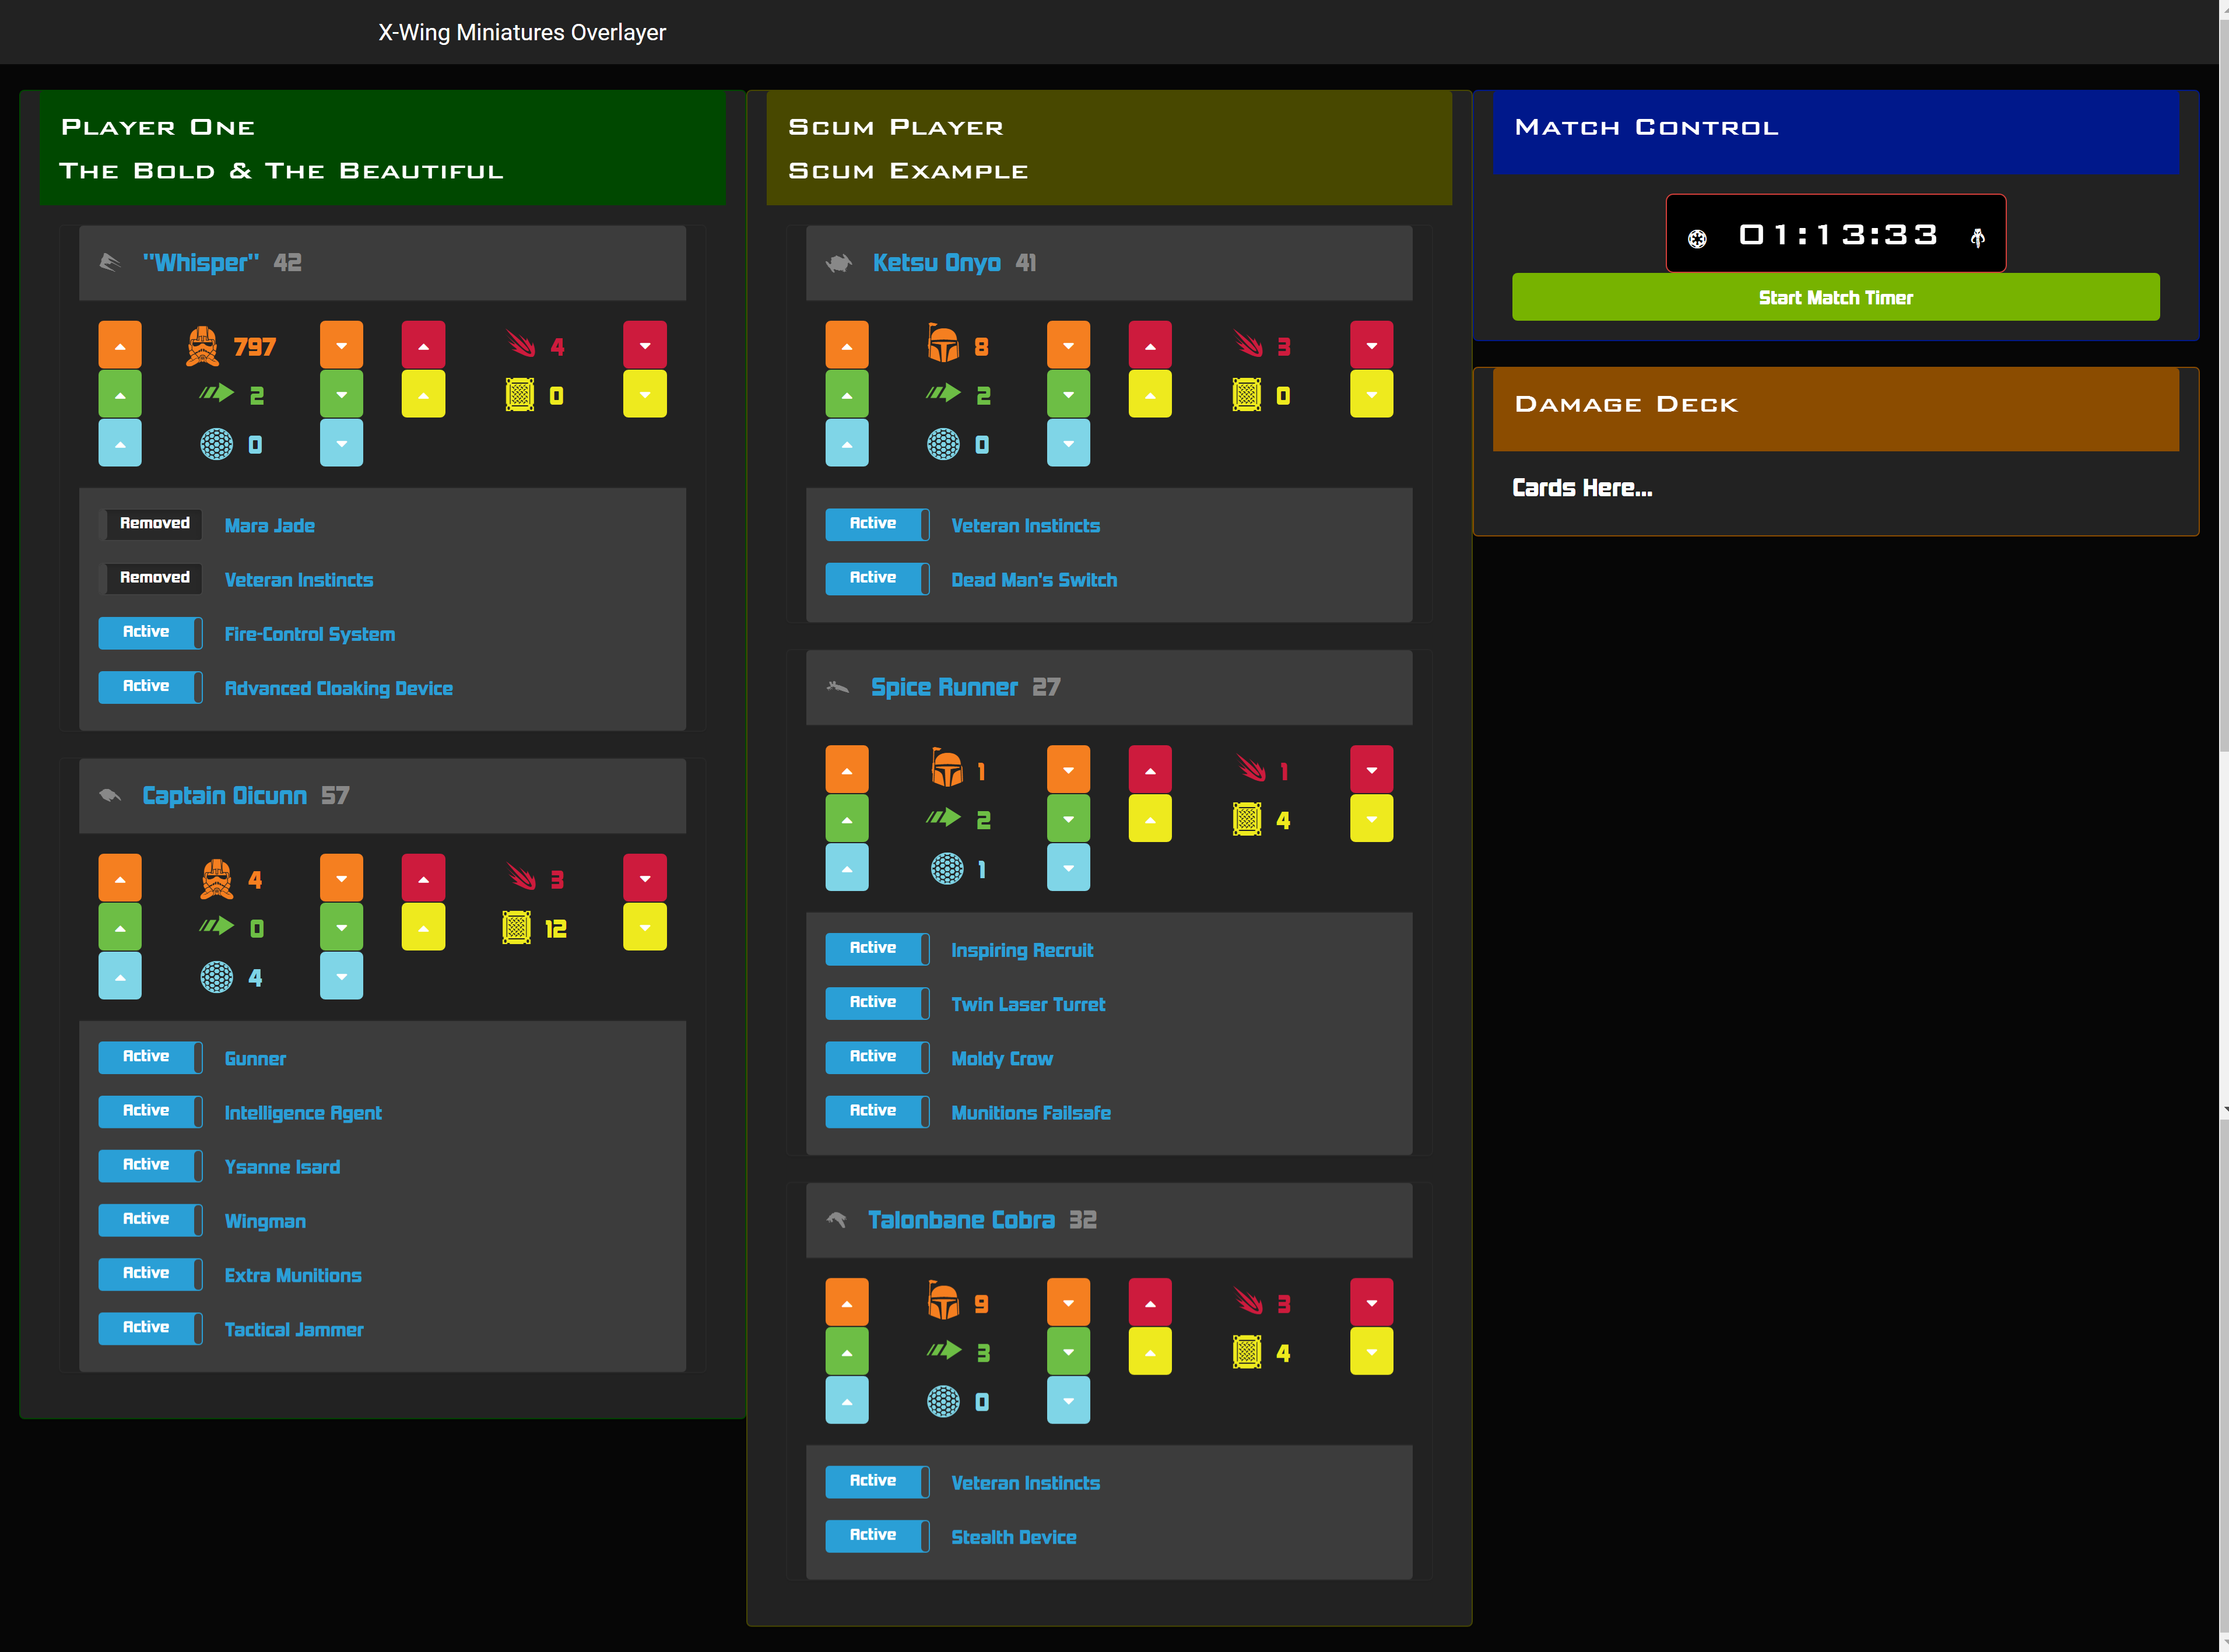 X-Wing Miniatures Overlayer
Player One
The Bold & The Beautiful
"Whisper" 42
797
4
2
0
0
Removed Mara Jade
Removed Veteran Instincts
Active Fire-Control System
Active Advanced Cloaking Device
Captain Oicunn 57
4
3
0
12
4
Active Gunner
Active Intelligence Agent
Active Ysanne Isard
Active Wingman
Active Extra Munitions
Active Tactical Jammer
Scum Player
Scum Example
Ketsu Onyo 41
8
3
2
0
0
Active Veteran Instincts
Active Dead Man's Switch
Spice Runner 27
1
1
2
4
1
Active Inspiring Recruit
Active Twin Laser Turret
Active Moldy Crow
Active Munitions Failsafe
Talonbane Cobra 32
9
3
3
4
0
Active Veteran Instincts
Active Stealth Device
Match Control
01:13:33
Start Match Timer
Damage Deck
Cards Here...